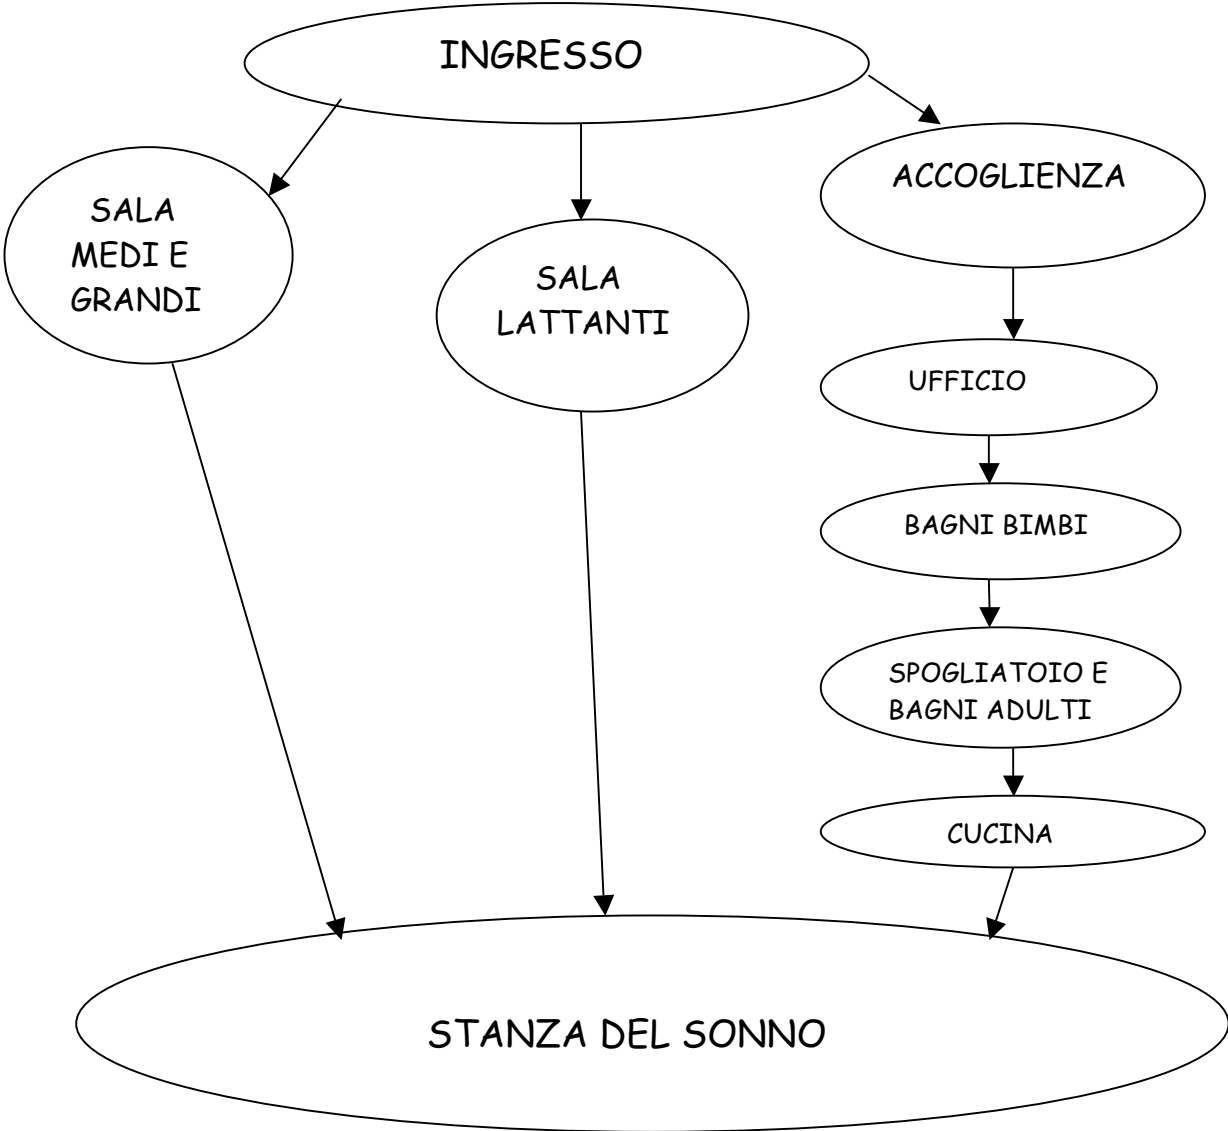 INGRESSO
SALA
MEDI E
GRANDI
SALA
LATTANTI
ACCOGLIENZA
UFFICIO
BAGNI BIMBI
SPOGLIATOIO E
BAGNI ADULTI
CUCINA
STANZA DEL SONNO